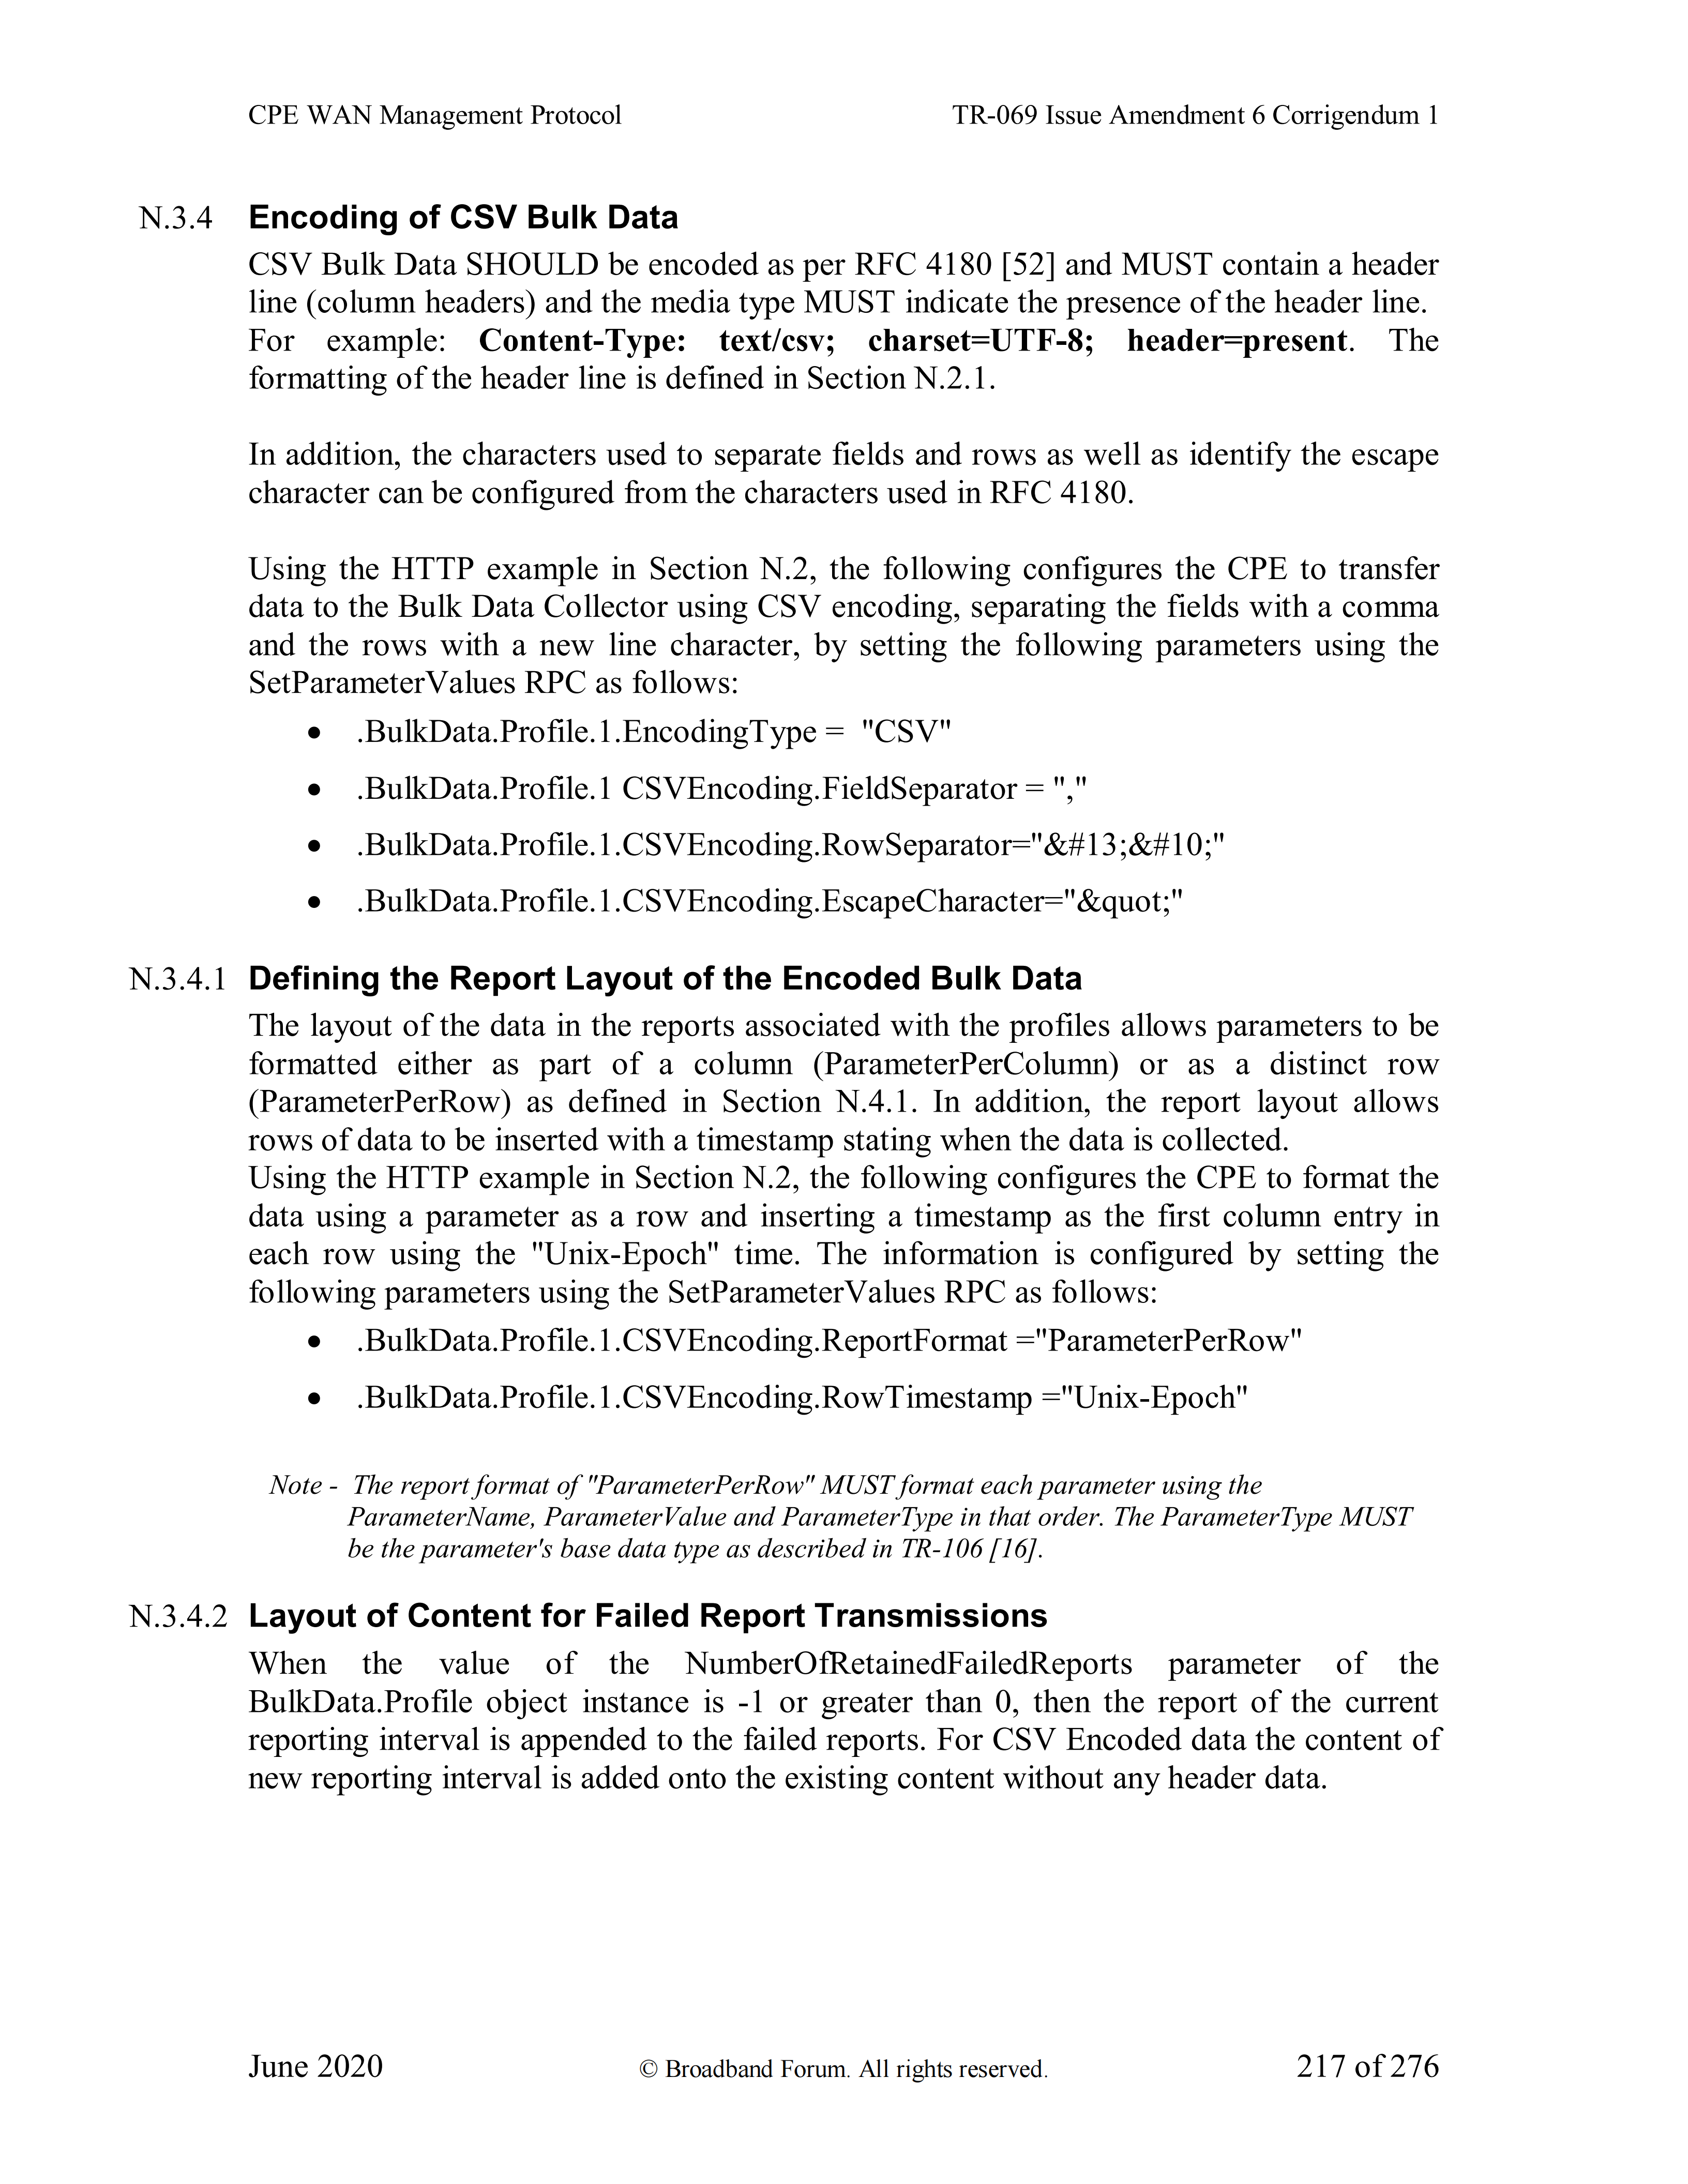 CPE WAN Management Protocol TR-069 Issue Amendment 6 Corrigendum 1
N.3.4 Encoding of CSV Bulk Data
CSV Bulk Data SHOULD be encoded as per RFC 4180 [52] and MUST contain a header
line (column headers) and the media type MUST indicate the presence of the header line.
For example: Content-Type: text/csv; charset=UTF-8; header=present. The
formatting of the header line is defined in Section N.2.1.
In addition, the characters used to separate fields and rows as well as identify the escape
character can be configured from the characters used in RFC 4180.
Using the HTTP example in Section N.2, the following configures the CPE to transfer
data to the Bulk Data Collector using CSV encoding, separating the fields with a comma
and the rows with a new line character, by setting the following parameters using the
SetParameterValues RPC as follows:
• .BulkData.Profile.1.EncodingType = "CSV"
• .BulkData.Profile.1 CSVEncoding.FieldSeparator = ","
• .BulkData.Profile.1.CSVEncoding.RowSeparator="&#13;&#10;"
• .BulkData.Profile.1.CSVEncoding.EscapeCharacter="&quot;"
N.3.4.1 Defining the Report Layout of the Encoded Bulk Data
The layout of the data in the reports associated with the profiles allows parameters to be
formatted either as part of a column (ParameterPerColumn) or as a distinct row
(ParameterPerRow) as defined in Section N.4.1. In addition, the report layout allows
rows of data to be inserted with a timestamp stating when the data is collected.
Using the HTTP example in Section N.2, the following configures the CPE to format the
data using a parameter as a row and inserting a timestamp as the first column entry in
each row using the "Unix-Epoch" time. The information is configured by setting the
following parameters using the SetParameterValues RPC as follows:
• .BulkData.Profile.1.CSVEncoding.ReportFormat ="ParameterPerRow"
• .BulkData.Profile.1.CSVEncoding.RowTimestamp ="Unix-Epoch"
Note - The report format of "ParameterPerRow" MUST format each parameter using the
ParameterName, ParameterValue and ParameterType in that order. The ParameterType MUST
be the parameter's base data type as described in TR-106 [16].
N.3.4.2 Layout of Content for Failed Report Transmissions
When the value of the NumberOfRetainedFailedReports parameter of the
BulkData.Profile object instance is -1 or greater than 0, then the report of the current
reporting interval is appended to the failed reports. For CSV Encoded data the content of
new reporting interval is added onto the existing content without any header data.
June 2020 © Broadband Forum. All rights reserved. 217 of 276